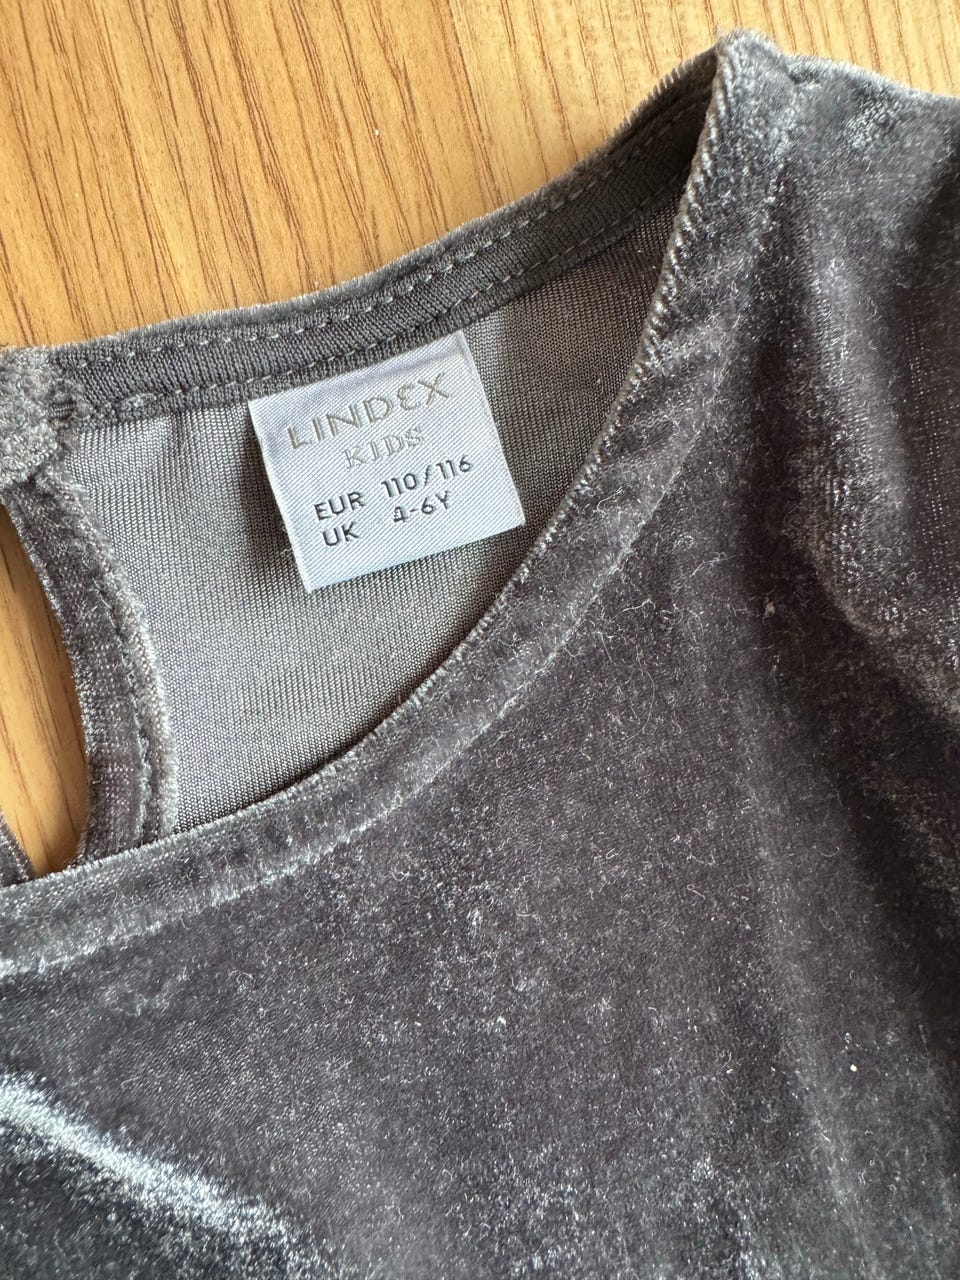 LINDEX
KIDS
EUR 110/116
UK 4-6Y